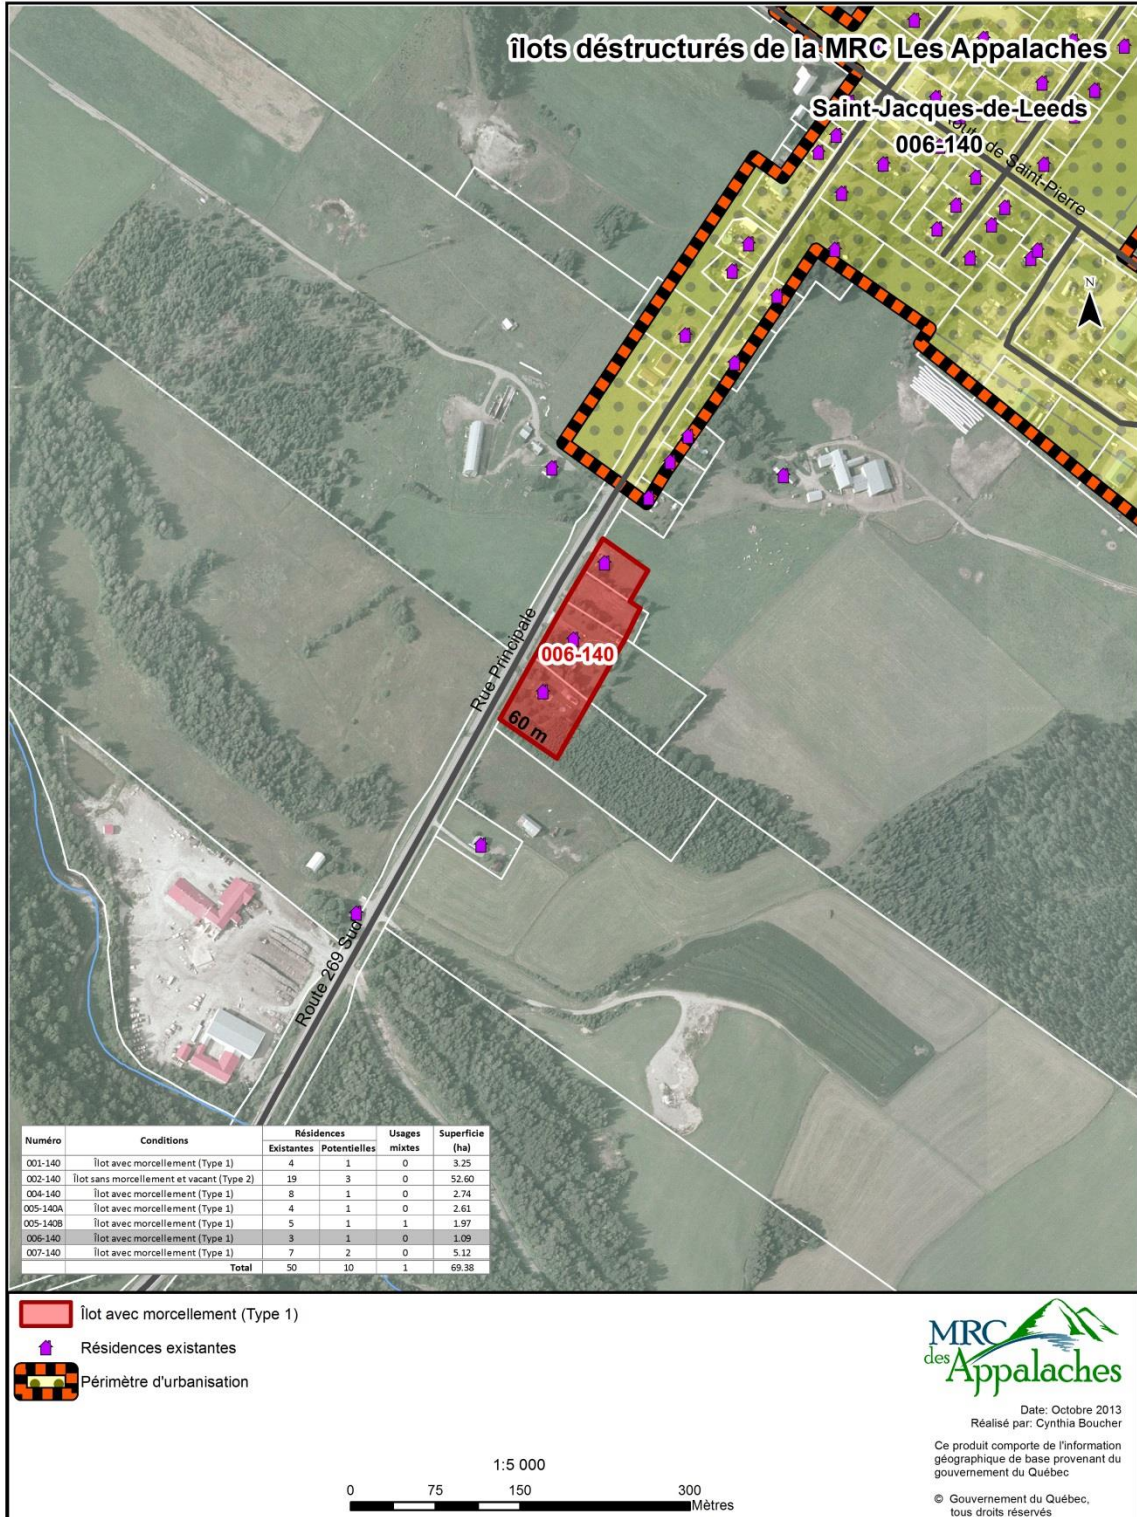 îlots déstructurés de la MRC Les Appalaches
Saint-Jacques-de-Leeds
006-140
Route de Saint-Pierre
N
Rue Principale
006-140
60 m
Route 269 Sud
Numéro Conditions Résidences Usages mixtes Superficie (ha)
Existantes Potentielles
001-140 Îlot avec morcellement (Type 1) 4 1 0 3.25
002-140 Îlot sans morcellement et vacant (Type 2) 19 3 0 52.60
004-140 Îlot avec morcellement (Type 1) 8 1 0 2.74
005-140A Îlot avec morcellement (Type 1) 4 1 0 2.61
005-140B Îlot avec morcellement (Type 1) 5 1 1 1.97
006-140 Îlot avec morcellement (Type 1) 3 1 0 1.09
007-140 Îlot avec morcellement (Type 1) 7 2 0 5.12
Total 50 10 1 69.38
Îlot avec morcellement (Type 1)
Résidences existantes
Périmètre d'urbanisation
1:5 000
0 75 150 300
Mètres
MRC
des Appalaches
Date: Octobre 2013
Réalisé par: Cynthia Boucher
Ce produit comporte de l'information
géographique de base provenant du
gouvernement du Québec
© Gouvernement du Québec,
tous droits réservés